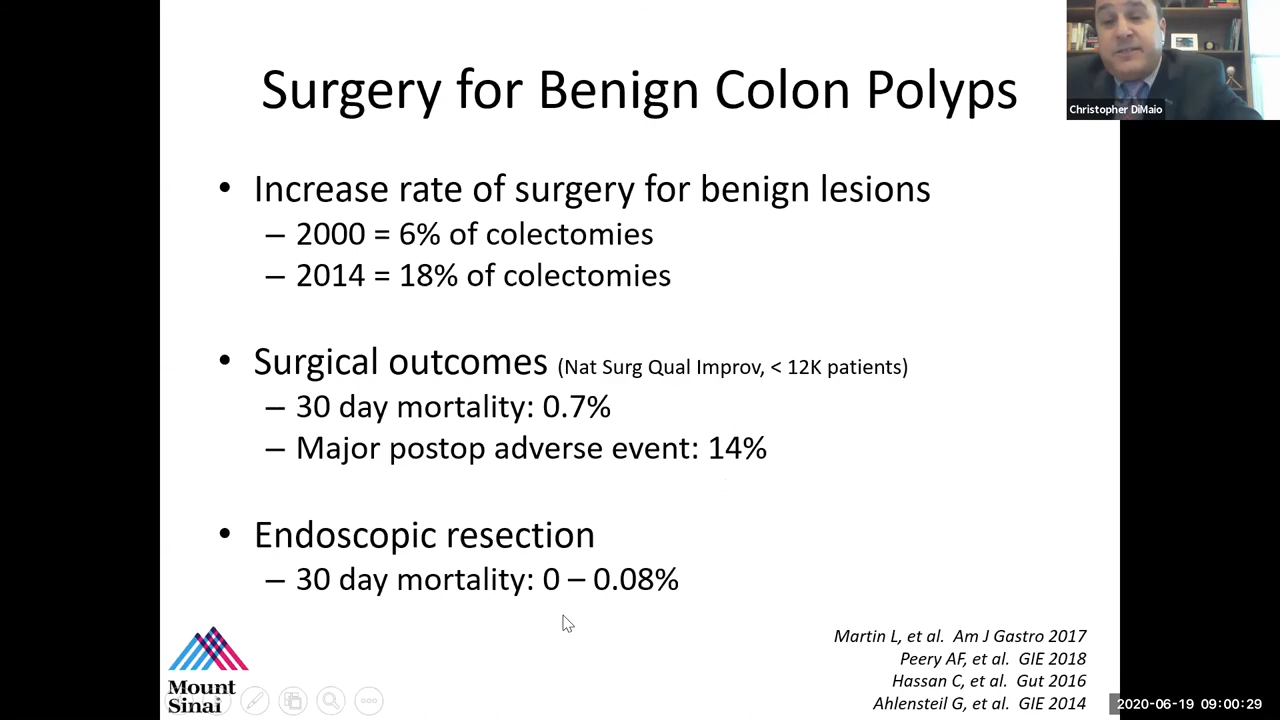 Surgery for Benign Colon Polyps
Christopher DiMaio
• Increase rate of surgery for benign lesions
– 2000 = 6% of colectomies
– 2014 = 18% of colectomies
• Surgical outcomes (Nat Surg Qual Improv, < 12K patients)
– 30 day mortality: 0.7%
– Major postop adverse event: 14%
• Endoscopic resection
– 30 day mortality: 0 – 0.08%
Martin L, et al. Am J Gastro 2017
Peery AF, et al. GIE 2018
Hassan C, et al. Gut 2016
Ahlensteil G, et al. GIE 2014
Mount
Sinai
2020-06-19 09:00:29